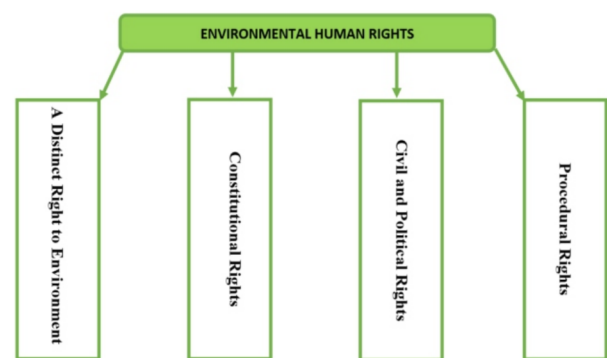 ENVIRONMENTAL HUMAN RIGHTS
A Distinct Right to Environment
Constitutional Rights
Civil and Political Rights
Procedural Rights